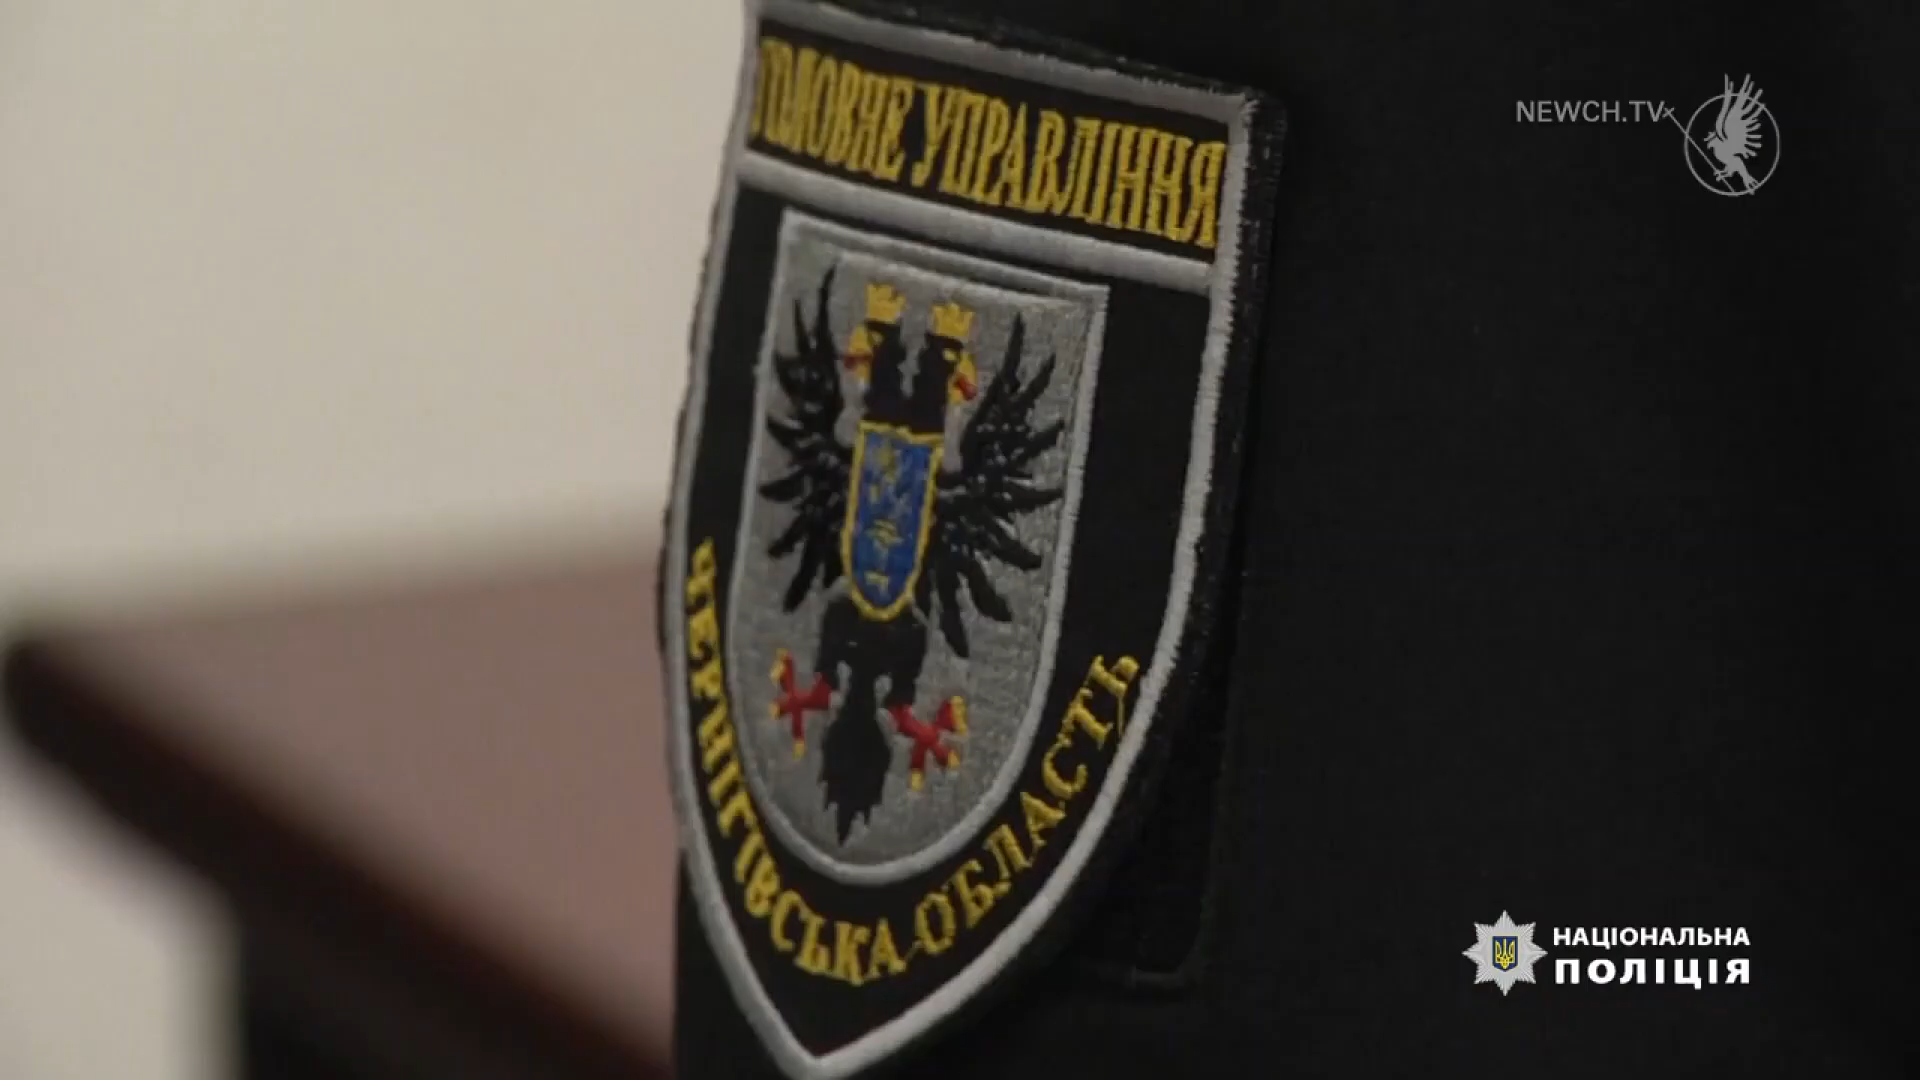 ГОЛОВНЕ УПРАВЛІННЯ
ЧЕРНІГІВСЬКА ОБЛАСТЬ
NEWCH.TV
НАЦІОНАЛЬНА
ПОЛІЦІЯ